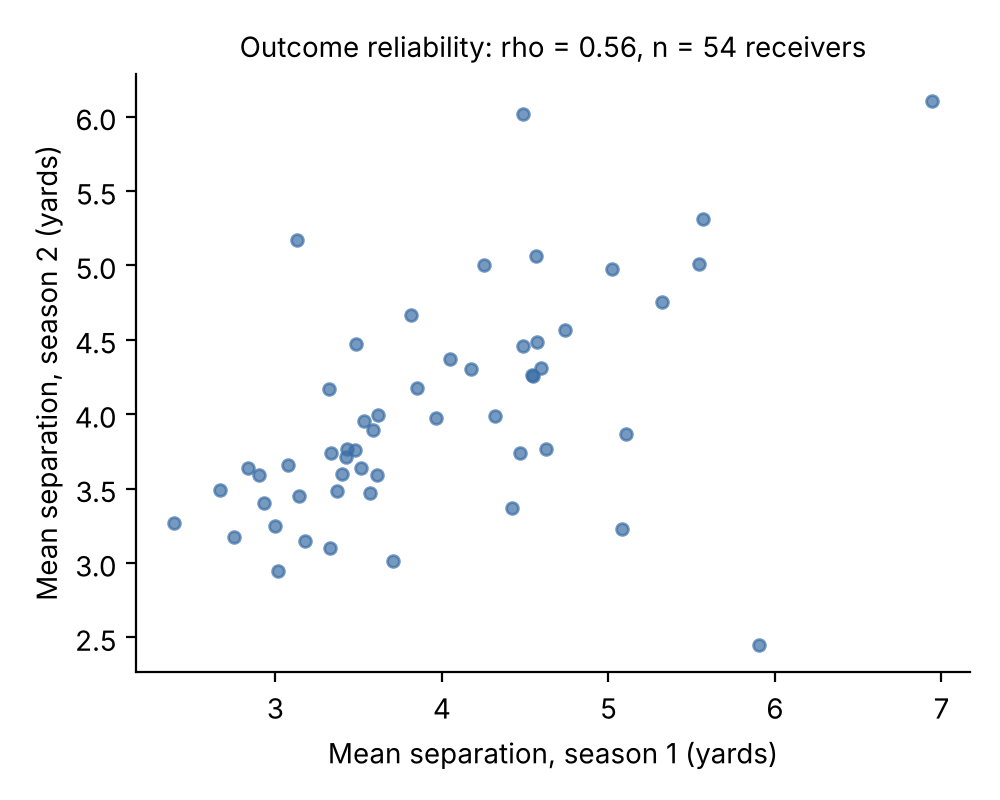 Outcome reliability: rho = 0.56, n = 54 receivers
Mean separation, season 2 (yards)
6.0
5.5
5.0
4.5
4.0
3.5
3.0
2.5
3 4 5 6 7
Mean separation, season 1 (yards)